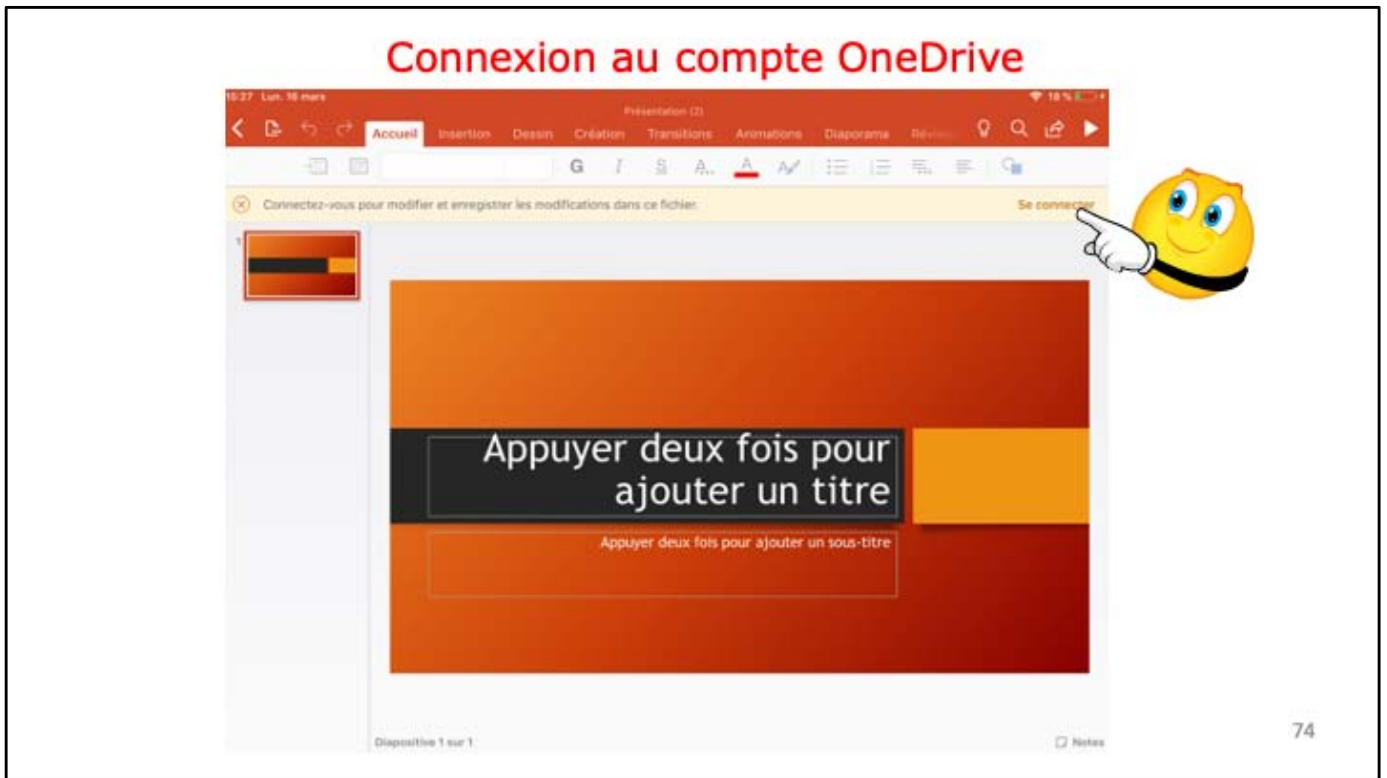 Connexion au compte OneDrive
15:27 Lun. 16 mars
18 %
Présentation (2)
Accueil Insertion Dessin Création Transitions Animations Diaporama
G I S A.. A A
Connectez-vous pour modifier et enregistrer les modifications dans ce fichier.
Se connecter
1
Appuyer deux fois pour
ajouter un titre
Appuyer deux fois pour ajouter un sous-titre
Diapositive 1 sur 1
Notes
74